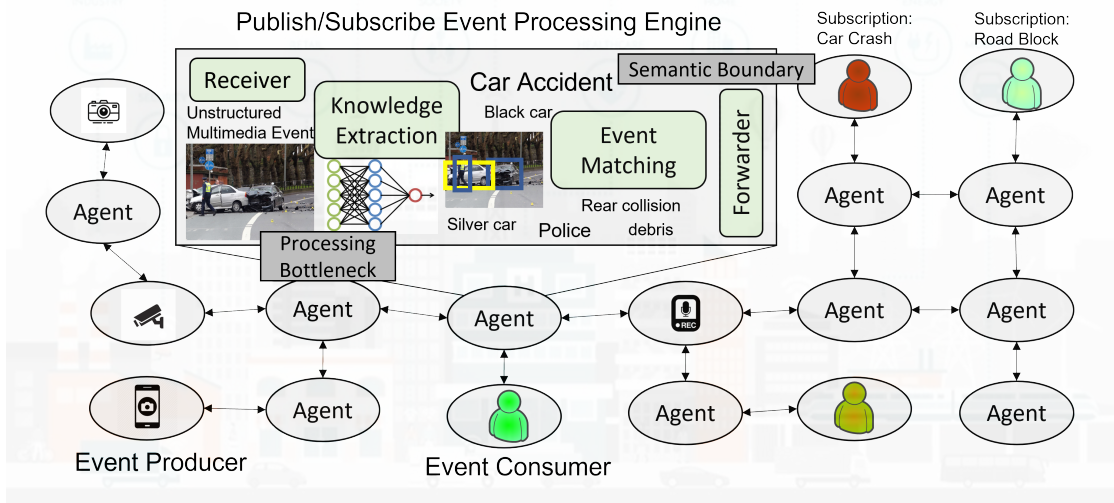 Publish/Subscribe Event Processing Engine
Subscription:
Car Crash
Subscription:
Road Block
Receiver
Unstructured
Multimedia Event
Knowledge
Extraction
Car Accident
Black car
Semantic Boundary
Event
Matching
Forwarder
Silver car
Police
Rear collision
debris
Processing
Bottleneck
Agent
Agent
Agent
Agent
Agent
REC
Agent
Agent
Agent
Agent
Agent
Agent
Event Producer
Event Consumer